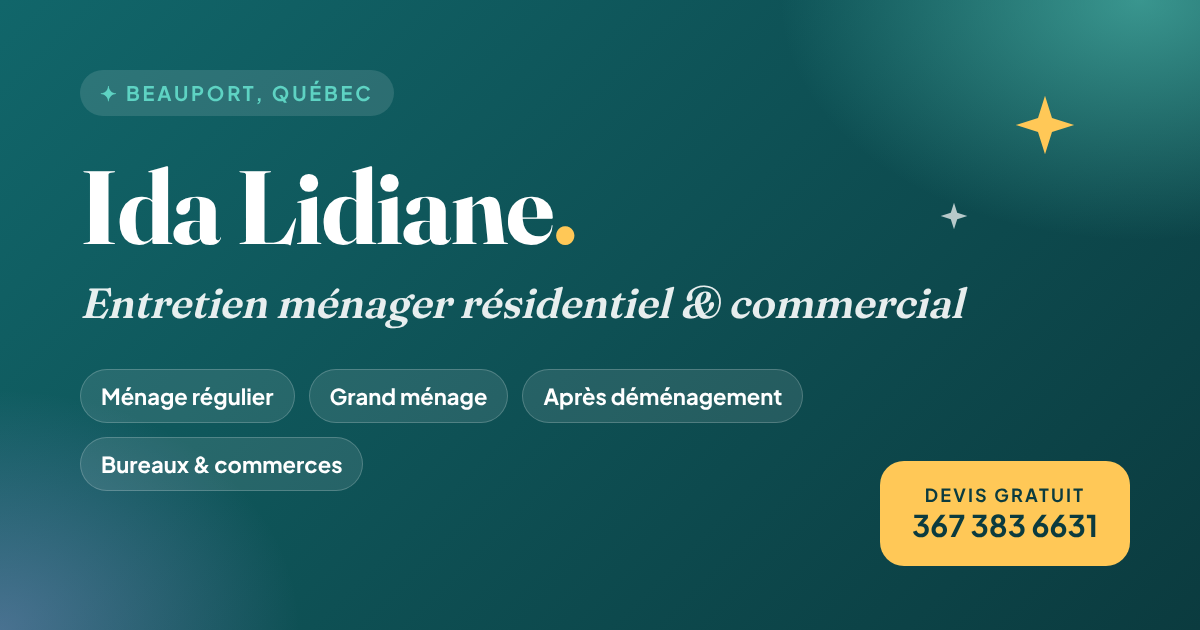 ✦ BEAUPORT, QUÉBEC
Ida Lidiane.
Entretien ménager résidentiel & commercial
Ménage régulier
Grand ménage
Après déménagement
Bureaux & commerces
DEVIS GRATUIT
367 383 6631